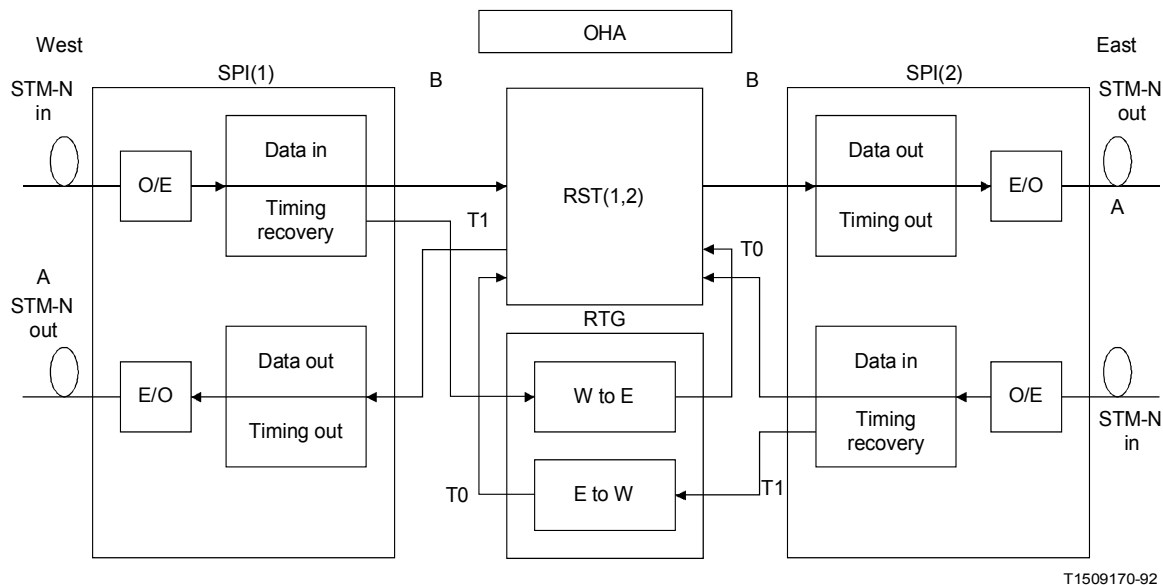 OHA
West
East
SPI(1)
B
B
SPI(2)
STM-N
in
STM-N
out
Data in
Data out
O/E
E/O
RST(1,2)
Timing
recovery
T1
Timing out
A
T0
A
STM-N
out
RTG
Data out
Data in
E/O
W to E
O/E
Timing out
Timing
recovery
STM-N
in
T0
E to W
T1
T1509170-92